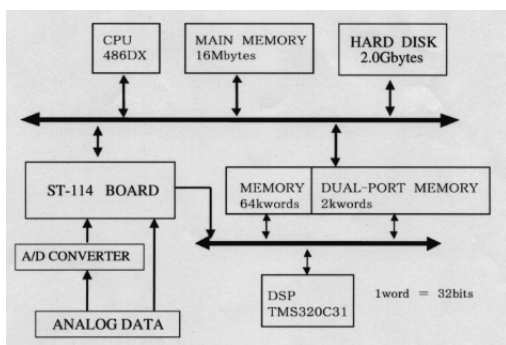 CPU
486DX
MAIN MEMORY
16Mbytes
HARD DISK
2.0Gbytes
ST-114 BOARD
MEMORY
64kwords
DUAL-PORT MEMORY
2kwords
A/D CONVERTER
DSP
TMS320C31
1word = 32bits
ANALOG DATA